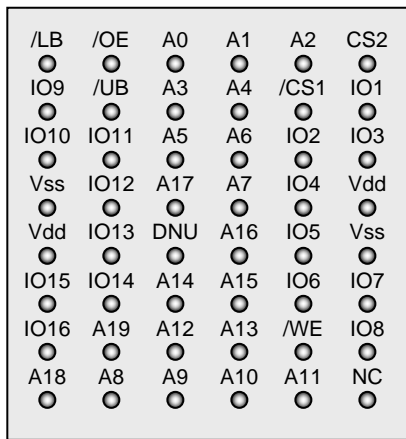 /LB /OE A0 A1 A2 CS2
IO9 /UB A3 A4 /CS1 IO1
IO10 IO11 A5 A6 IO2 IO3
Vss IO12 A17 A7 IO4 Vdd
Vdd IO13 DNU A16 IO5 Vss
IO15 IO14 A14 A15 IO6 IO7
IO16 A19 A12 A13 /WE IO8
A18 A8 A9 A10 A11 NC